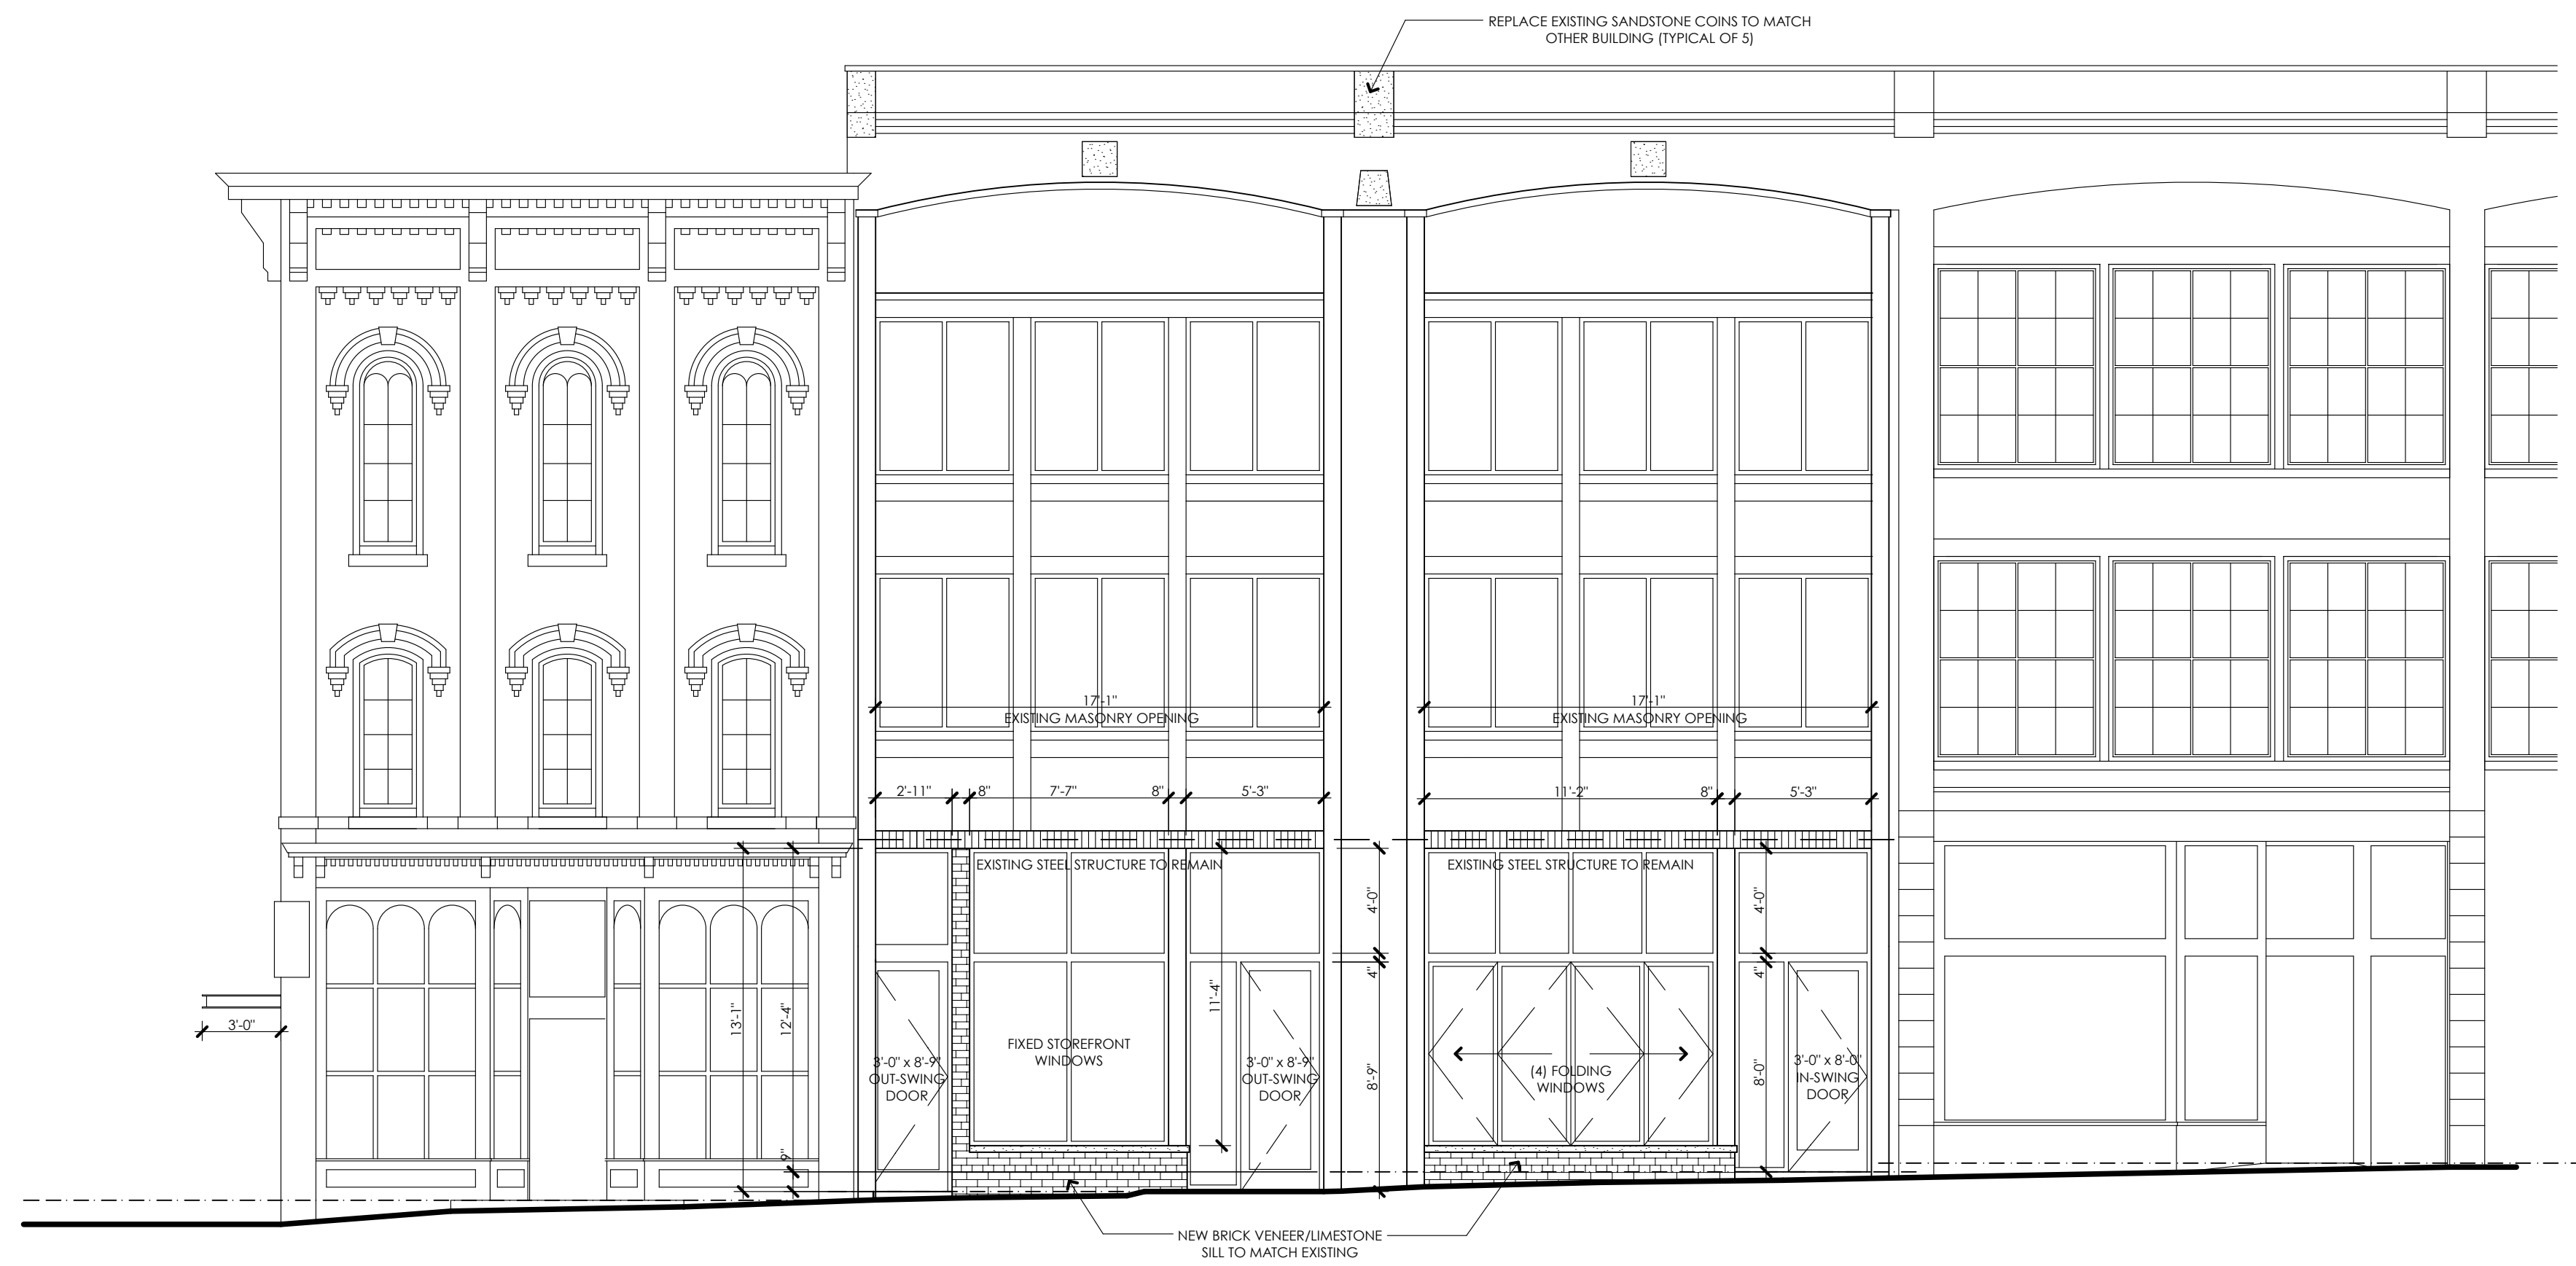 REPLACE EXISTING SANDSTONE COINS TO MATCH
OTHER BUILDING (TYPICAL OF 5)
17'-1"
EXISTING MASONRY OPENING
17'-1"
EXISTING MASONRY OPENING
2'-11"
8"
7'-7"
8"
5'-3"
11'-2"
8"
5'-3"
EXISTING STEEL STRUCTURE TO REMAIN
EXISTING STEEL STRUCTURE TO REMAIN
4'-0"
4'-0"
4"
4"
3'-0"
13'-1"
12'-4"
11'-4"
FIXED STOREFRONT
WINDOWS
3'-0" x 8'-9"
OUT-SWING
DOOR
3'-0" x 8'-9"
OUT-SWING
DOOR
8'-9"
(4) FOLDING
WINDOWS
8'-0"
3'-0" x 8'-0"
IN-SWING
DOOR
9"
NEW BRICK VENEER/LIMESTONE
SILL TO MATCH EXISTING